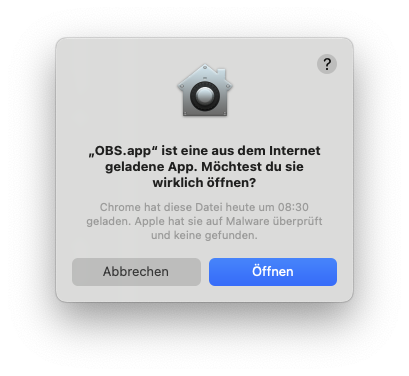 ?
„OBS.app“ ist eine aus dem Internet
geladene App. Möchtest du sie
wirklich öffnen?
Chrome hat diese Datei heute um 08:30
geladen. Apple hat sie auf Malware überprüft
und keine gefunden.
Abbrechen
Öffnen